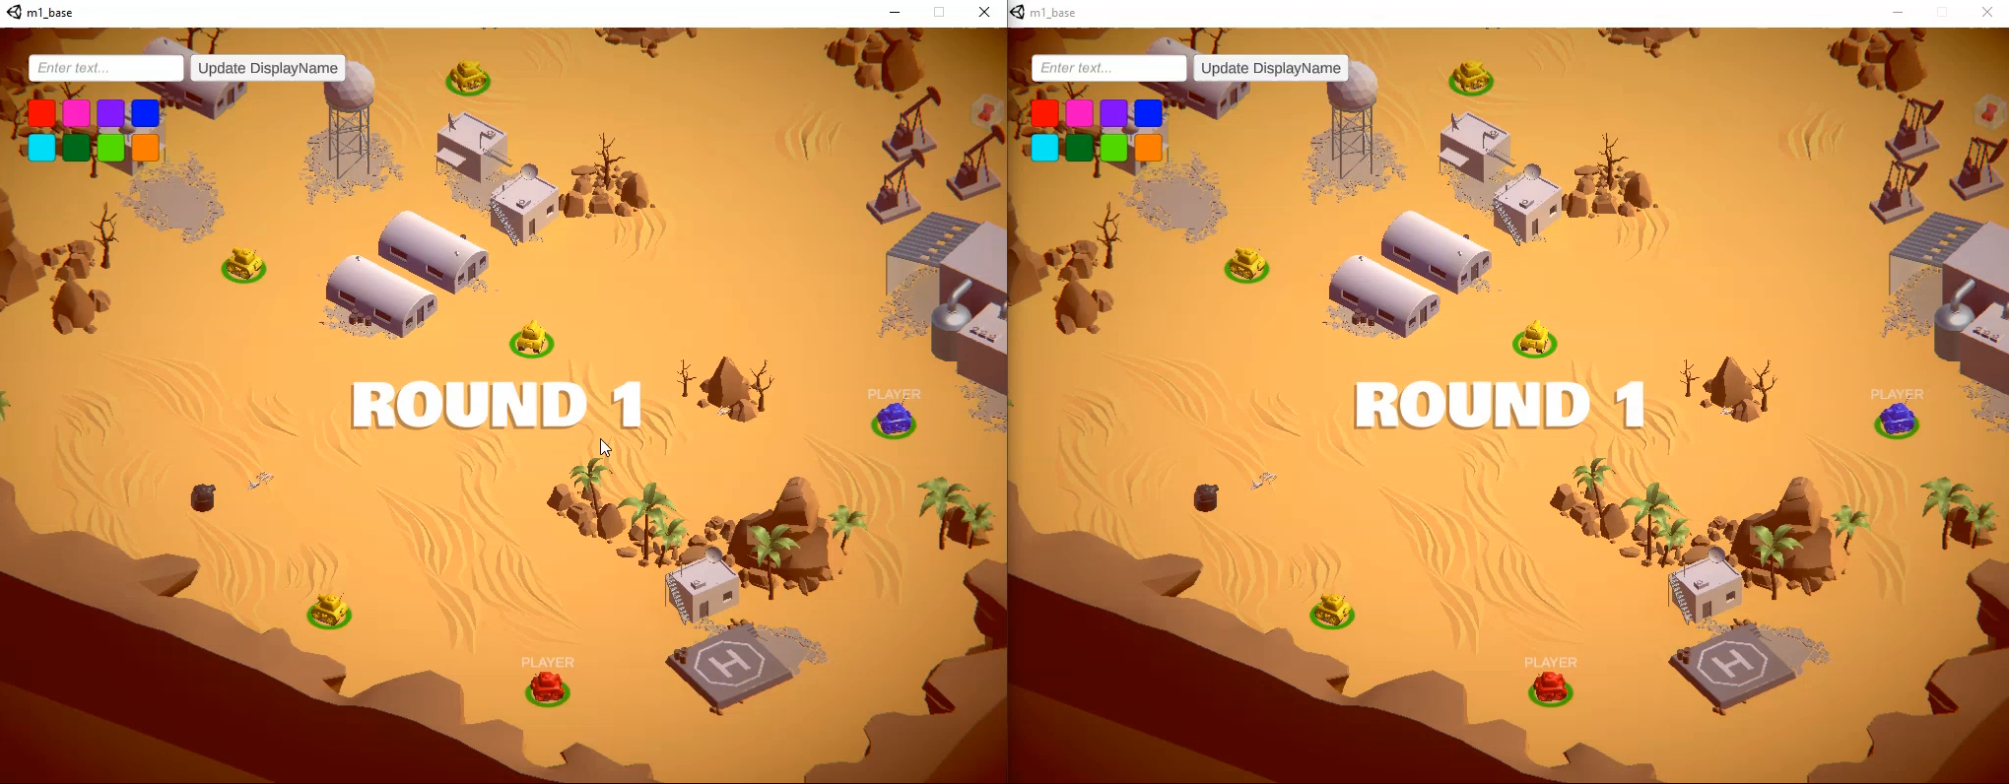 m1_base
Enter text...
Update DisplayName
ROUND 1
PLAYER
PLAYER
H
m1_base
Enter text...
Update DisplayName
ROUND 1
PLAYER
PLAYER
H